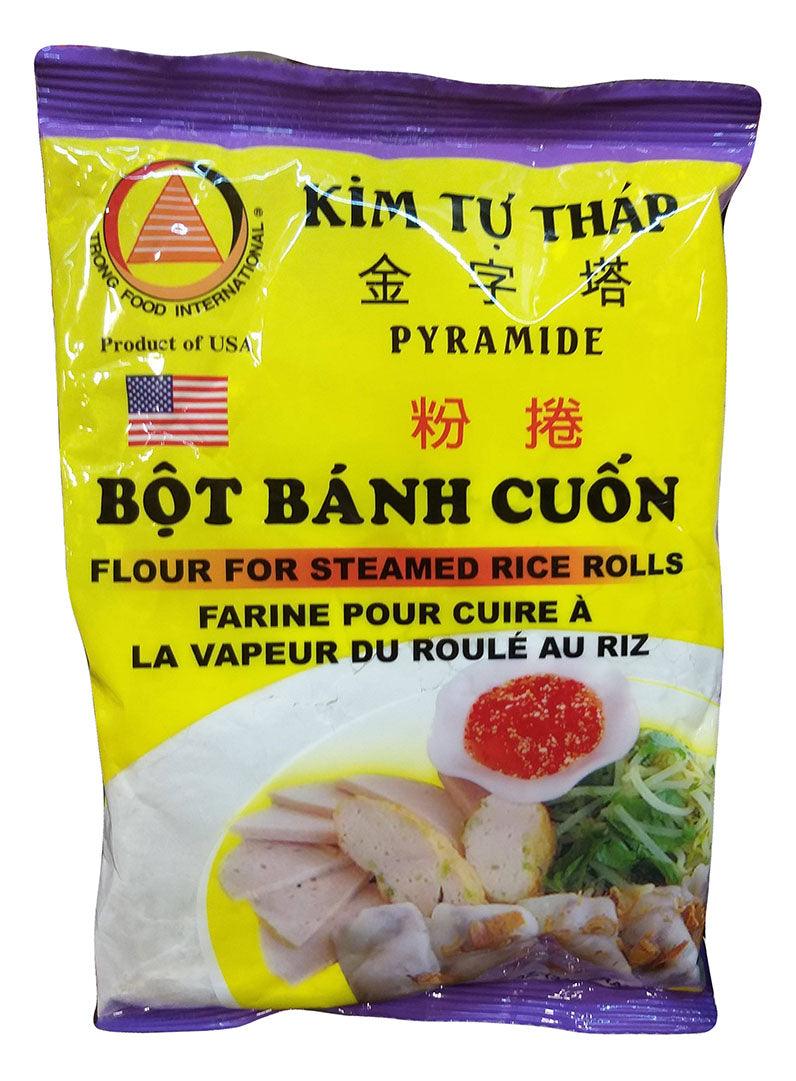 TRONG FOOD INTERNATIONAL®
Product of USA
KİM TỰ THÁP
金字塔
PYRAMIDE
粉捲
BỘT BÁNH CUỐN
FLOUR FOR STEAMED RICE ROLLS
FARINE POUR CUIRE À
LA VAPEUR DU ROULÉ AU RIZ